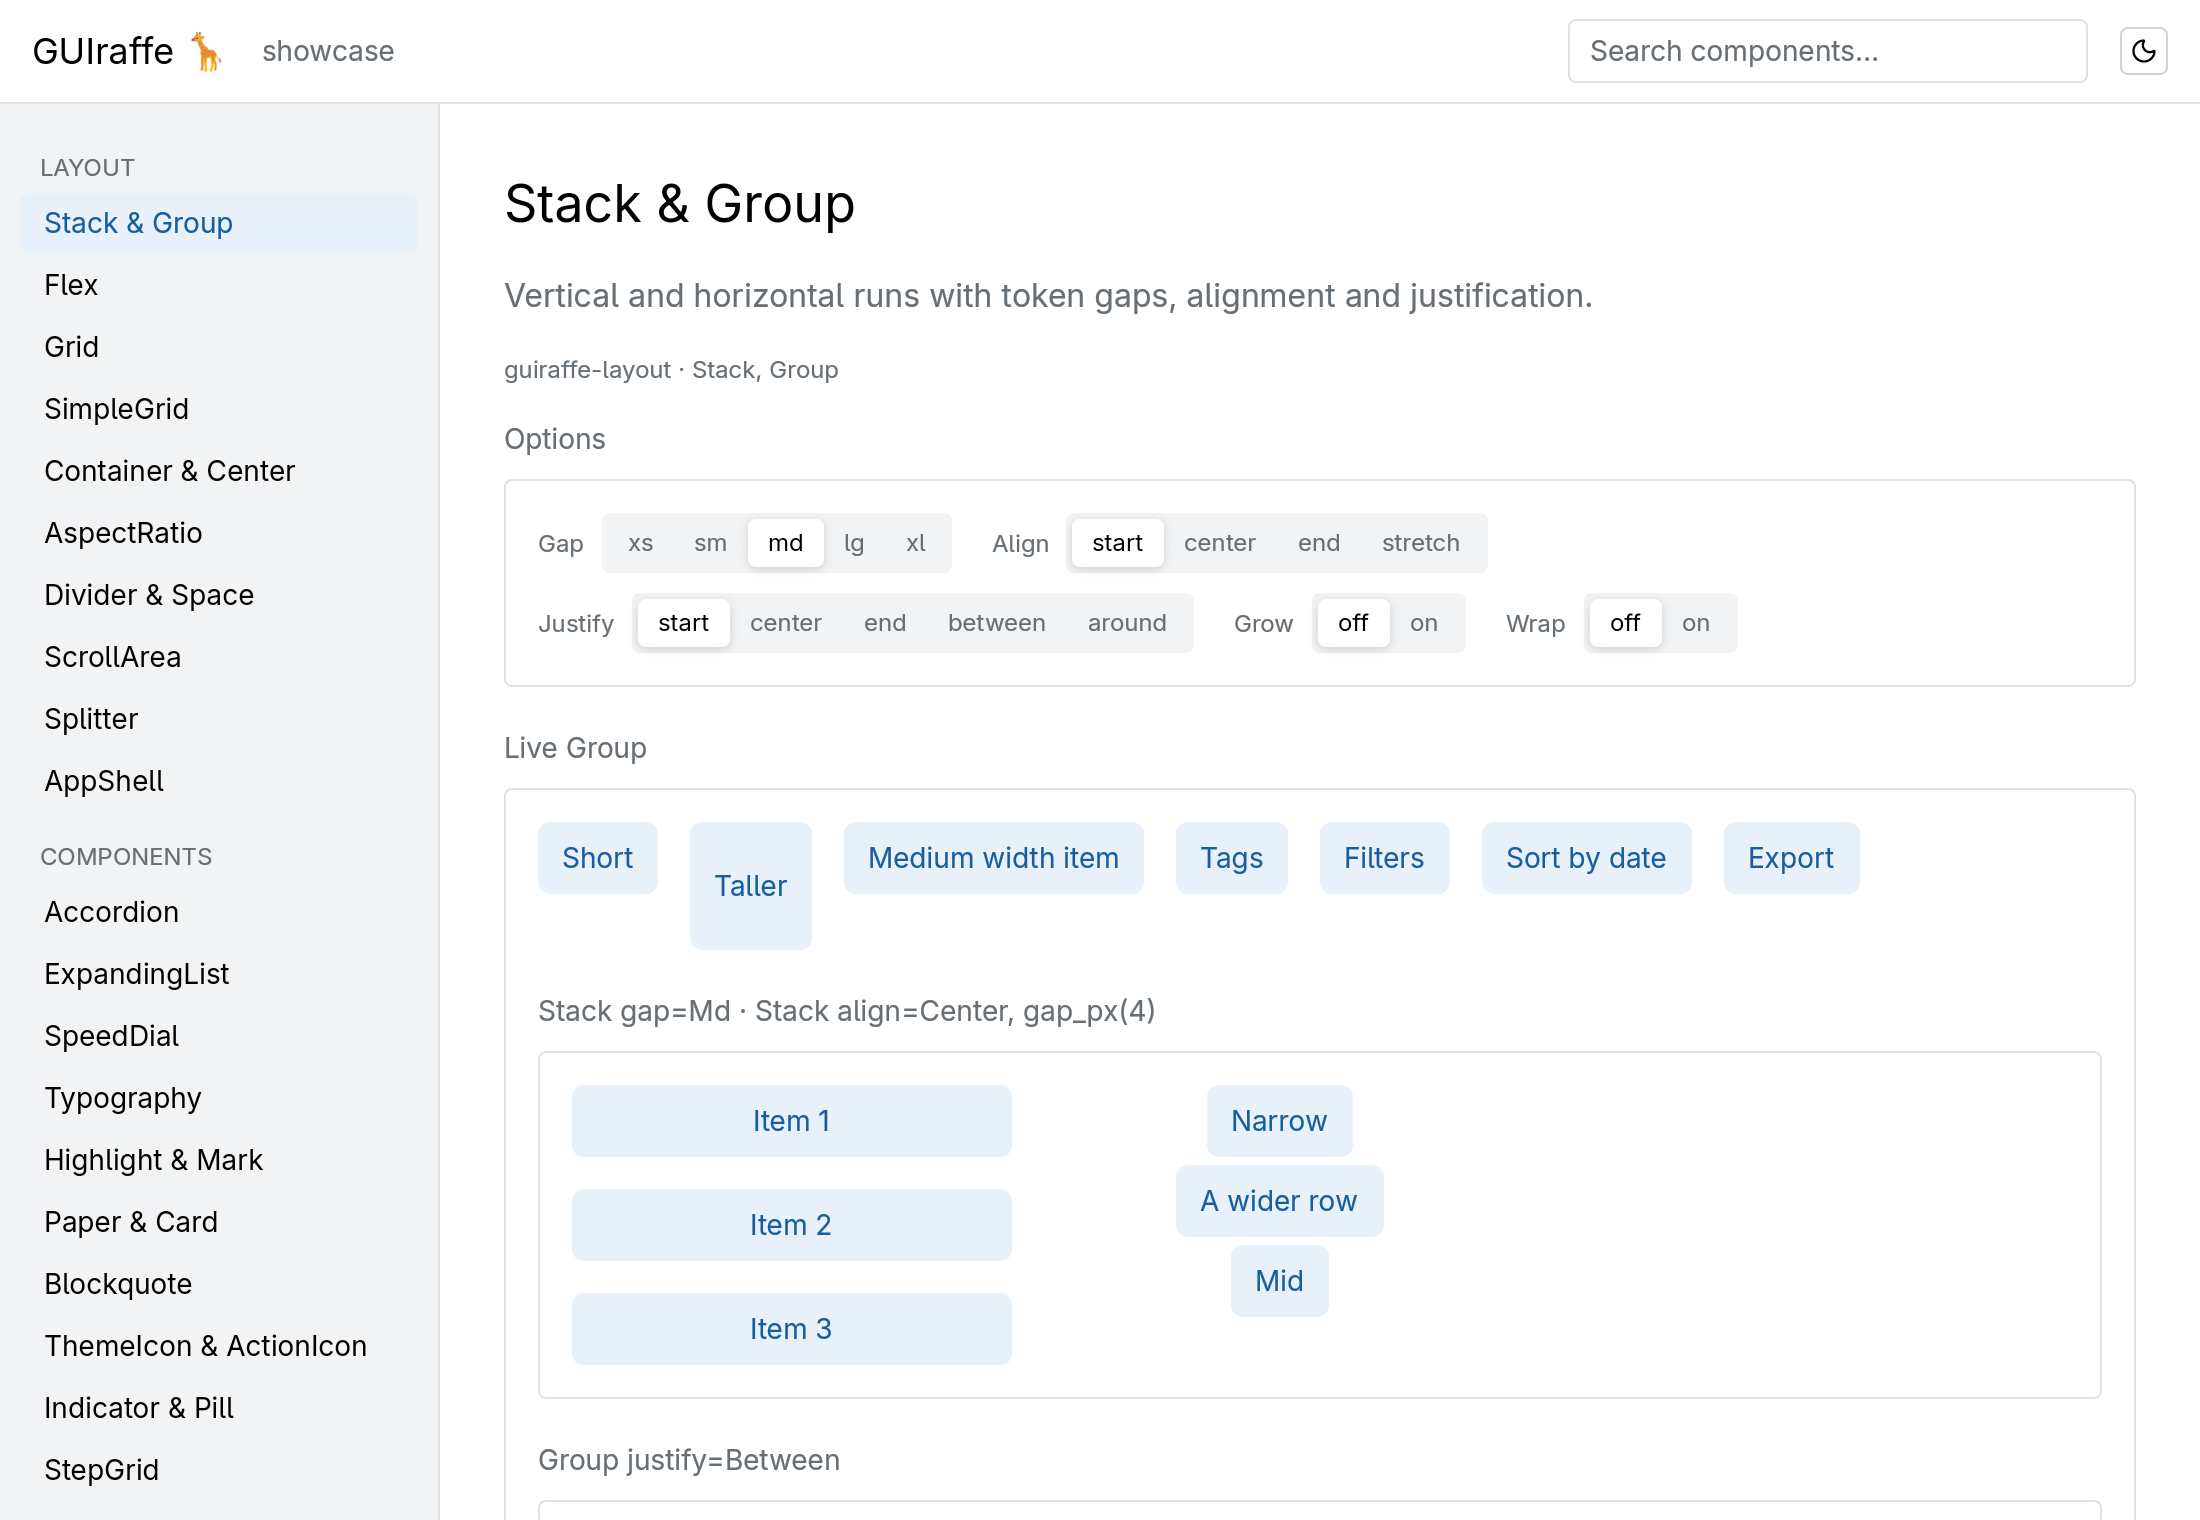 GUIraffe 🦒 showcase Search components...
LAYOUT
Stack & Group
Flex
Grid
SimpleGrid
Container & Center
AspectRatio
Divider & Space
ScrollArea
Splitter
AppShell
COMPONENTS
Accordion
ExpandingList
SpeedDial
Typography
Highlight & Mark
Paper & Card
Blockquote
ThemeIcon & ActionIcon
Indicator & Pill
StepGrid
Stack & Group
Vertical and horizontal runs with token gaps, alignment and justification.
guiraffe-layout · Stack, Group
Options
Gap xs sm md lg xl Align start center end stretch
Justify start center end between around Grow off on Wrap off on
Live Group
Short Taller Medium width item Tags Filters Sort by date Export
Stack gap=Md · Stack align=Center, gap_px(4)
Item 1 Narrow
Item 2 A wider row
Item 3 Mid
Group justify=Between